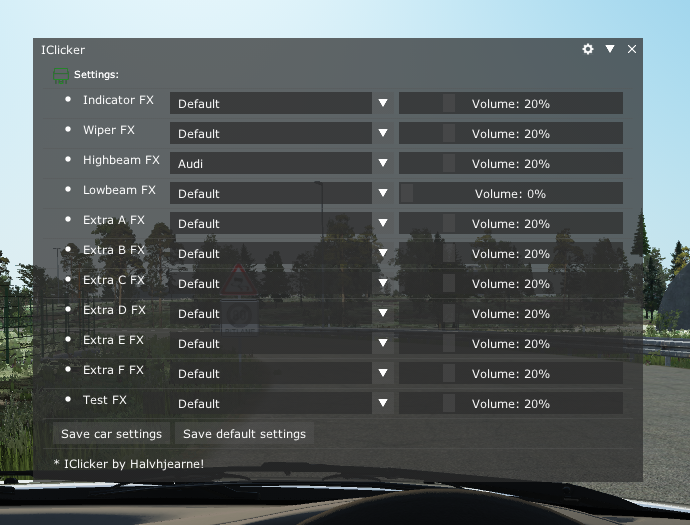 IClicker
Settings:
Indicator FX Default Volume: 20%
Wiper FX Default Volume: 20%
Highbeam FX Audi Volume: 20%
Lowbeam FX Default Volume: 0%
Extra A FX Default Volume: 20%
Extra B FX Default Volume: 20%
Extra C FX Default Volume: 20%
Extra D FX Default Volume: 20%
Extra E FX Default Volume: 20%
Extra F FX Default Volume: 20%
Test FX Default Volume: 20%
Save car settings Save default settings
* IClicker by Halvhjearne!